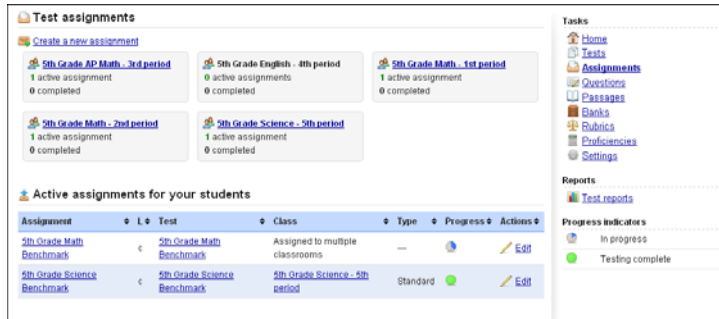 Test assignments
Create a new assignment
5th Grade AP Math - 3rd period
1 active assignment
0 completed
5th Grade English - 4th period
0 active assignments
0 completed
5th Grade Math - 1st period
1 active assignment
0 completed
5th Grade Math - 2nd period
1 active assignment
0 completed
5th Grade Science - 5th period
1 active assignment
0 completed
Active assignments for your students
Assignment L Test Class Type Progress Actions
5th Grade Math 5th Grade Math Assigned to multiple
Benchmark ¢ Benchmark classrooms — Edit
5th Grade Science 5th Grade Science 5th Grade Science - 5th
Benchmark ¢ Benchmark period Standard Edit
Tasks
Home
Tests
Assignments
Questions
Passages
Banks
Rubrics
Proficiencies
Settings
Reports
Test reports
Progress indicators
In progress
Testing complete